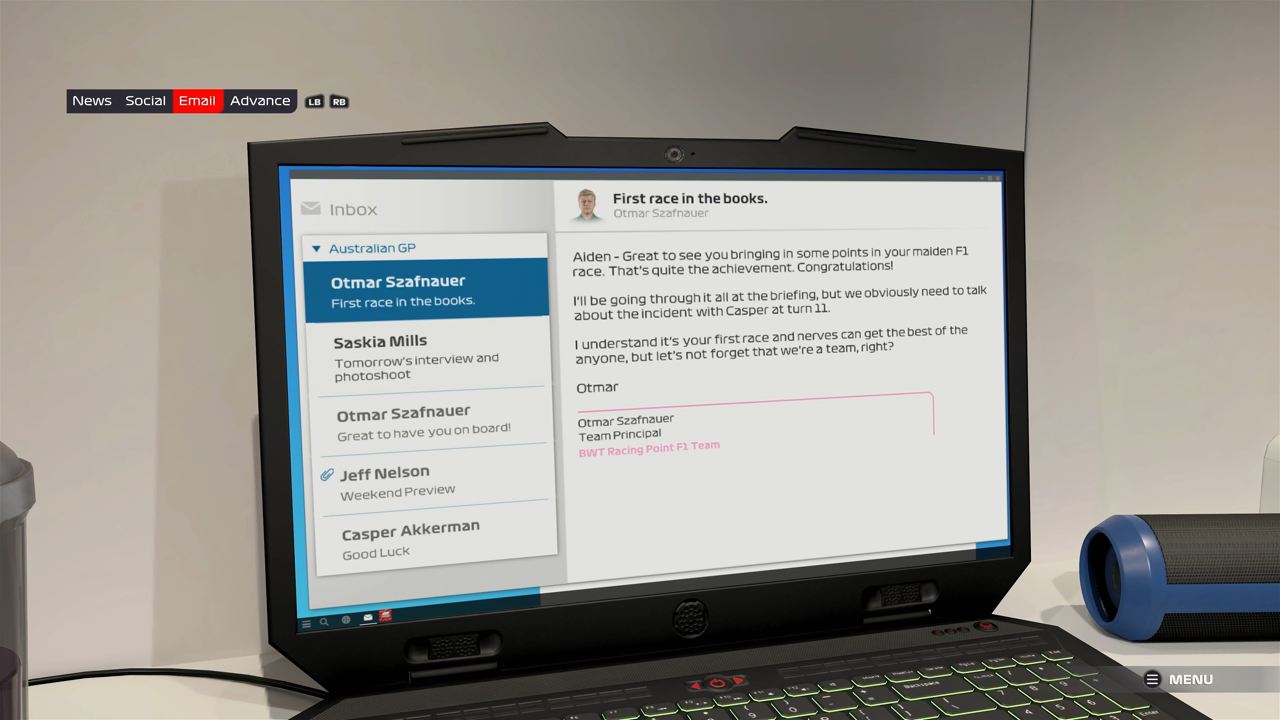 News Social Email Advance LB RB
Inbox
Australian GP
Otmar Szafnauer
First race in the books.
Saskia Mills
Tomorrow's interview and
photoshoot
Otmar Szafnauer
Great to have you on board!
Jeff Nelson
Weekend Preview
Casper Akkerman
Good Luck
First race in the books.
Otmar Szafnauer
Aiden - Great to see you bringing in some points in your maiden F1
race. That's quite the achievement. Congratulations!
I'll be going through it all at the briefing, but we obviously need to talk
about the incident with Casper at turn 11.
I understand it's your first race and nerves can get the best of the
anyone, but let's not forget that we're a team, right?
Otmar
Otmar Szafnauer
Team Principal
BWT Racing Point F1 Team
Backspace
Enter
MENU